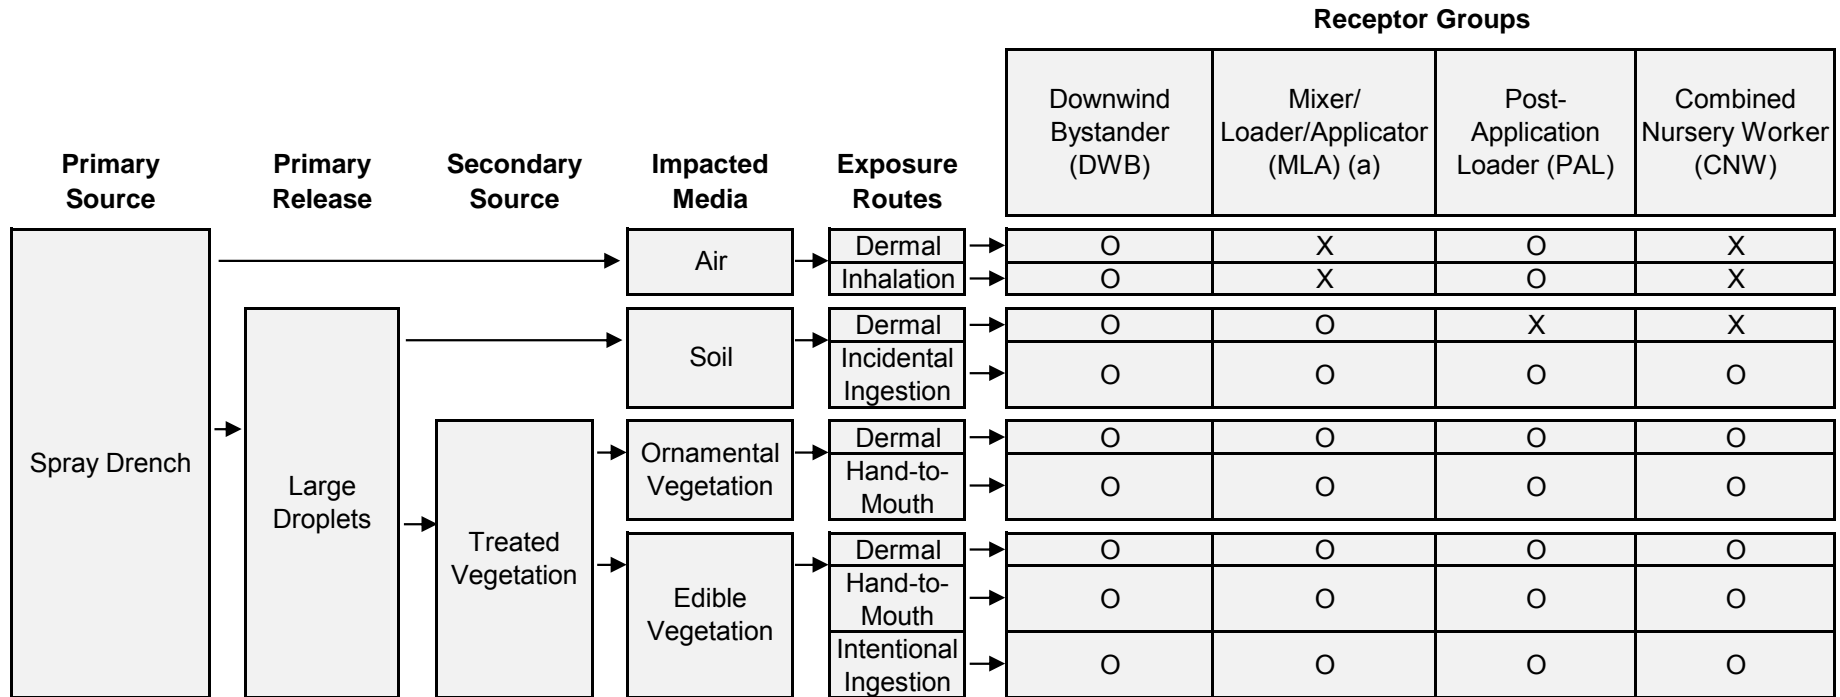 Receptor Groups
Downwind
Bystander
(DWB)
Mixer/
Loader/Applicator
(MLA) (a)
Post-
Application
Loader (PAL)
Combined
Nursery Worker
(CNW)
Primary
Source
Primary
Release
Secondary
Source
Impacted
Media
Exposure
Routes
Spray Drench
Large
Droplets
Treated
Vegetation
Air
Dermal
O X O X
Inhalation
O X O X
Soil
Dermal
O O X X
Incidental
Ingestion
O O O O
Ornamental
Vegetation
Dermal
O O O O
Hand-to-
Mouth
O O O O
Edible
Vegetation
Dermal
O O O O
Hand-to-
Mouth
O O O O
Intentional
Ingestion
O O O O